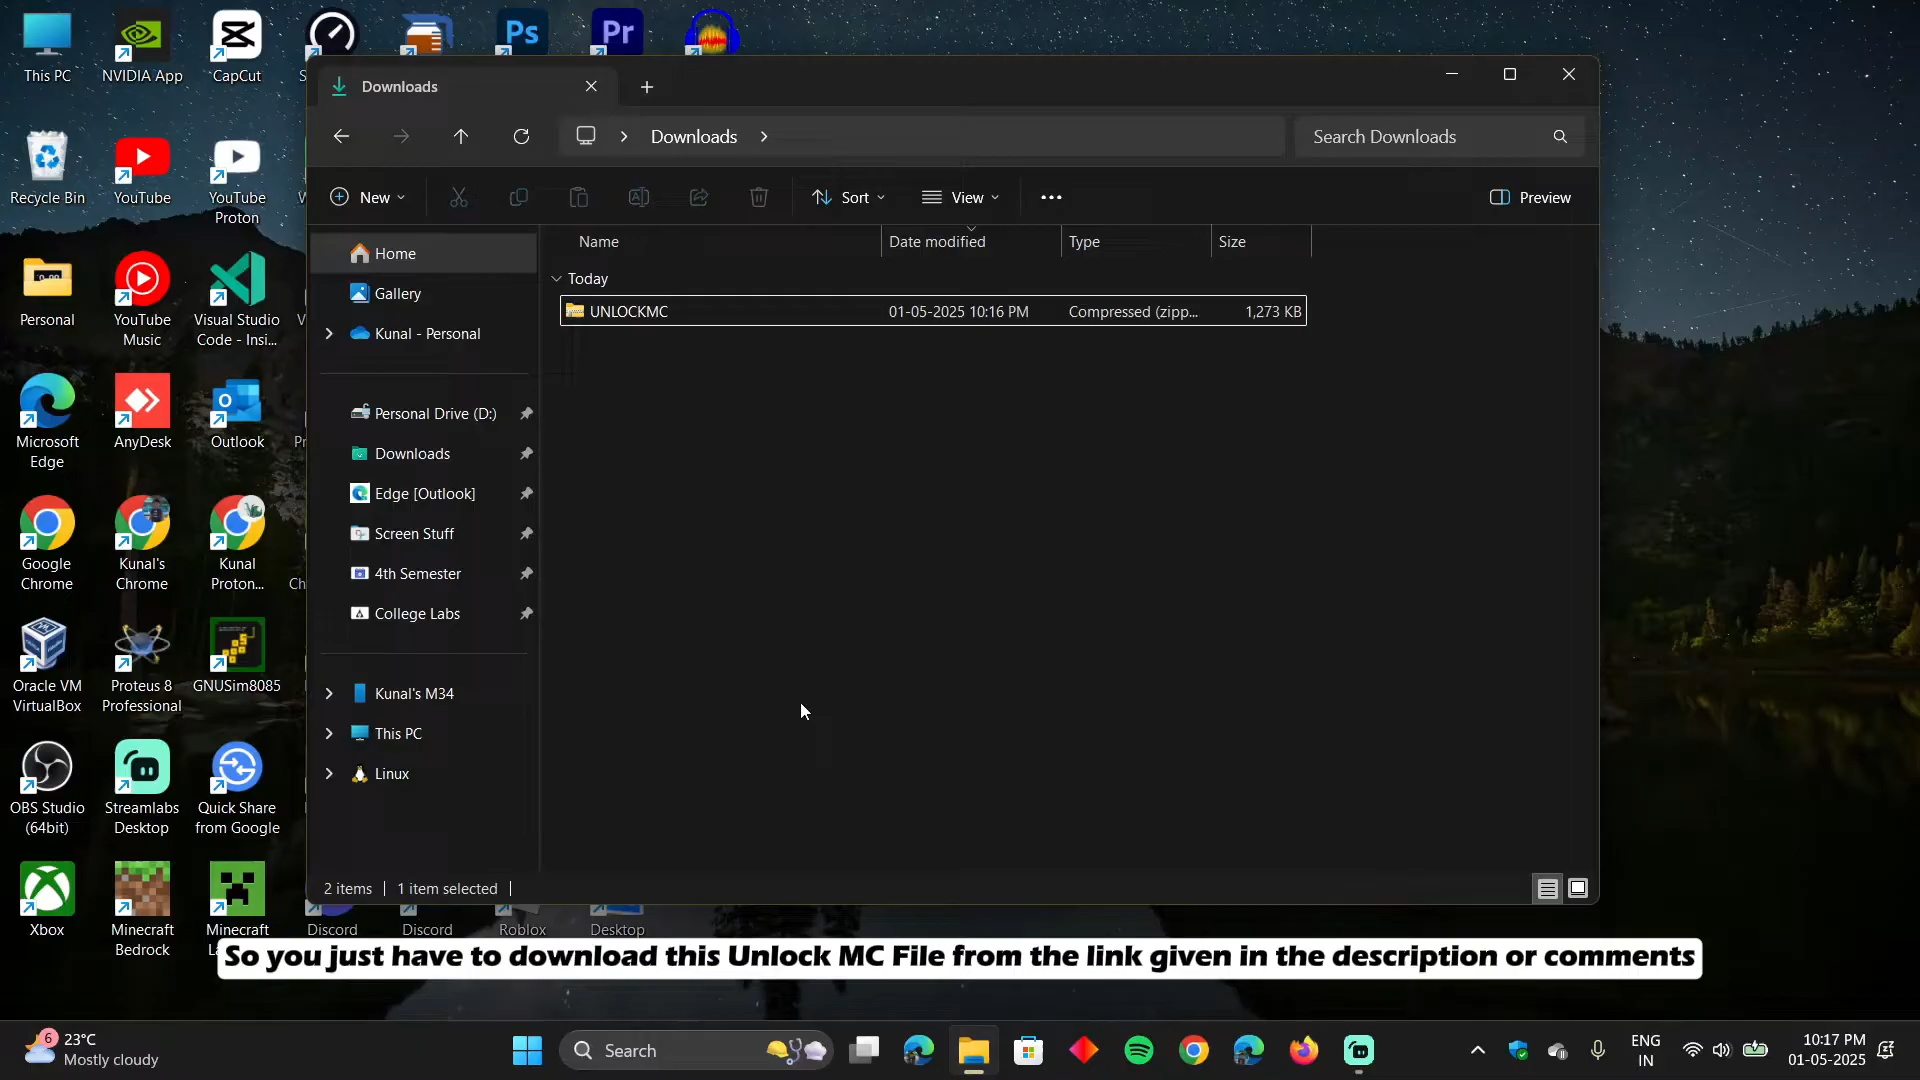 This PC
NVIDIA App
CapCut
Ps
Pr
Downloads
Downloads
Search Downloads
Recycle Bin
YouTube
YouTube
Proton
New
Sort
View
Preview
Name
Date modified
Type
Size
Home
Today
Gallery
UNLOCKMC
01-05-2025 10:16 PM
Compressed (zipp...
1,273 KB
Personal
YouTube
Music
Visual Studio
Code - Insi...
Kunal - Personal
Personal Drive (D:)
Downloads
Microsoft
Edge
AnyDesk
Outlook
Edge [Outlook]
Screen Stuff
4th Semester
Google
Chrome
Kunal's
Chrome
Kunal
Proton...
College Labs
Oracle VM
VirtualBox
Proteus 8
Professional
GNUSim8085
Kunal's M34
This PC
Linux
OBS Studio
(64bit)
Streamlabs
Desktop
Quick Share
from Google
2 items
1 item selected
Xbox
Minecraft
Bedrock
Minecraft
Discord
Discord
Roblox
Desktop
So you just have to download this Unlock MC File from the link given in the description or comments
6
23°C
Mostly cloudy
Search
ENG
IN
10:17 PM
01-05-2025